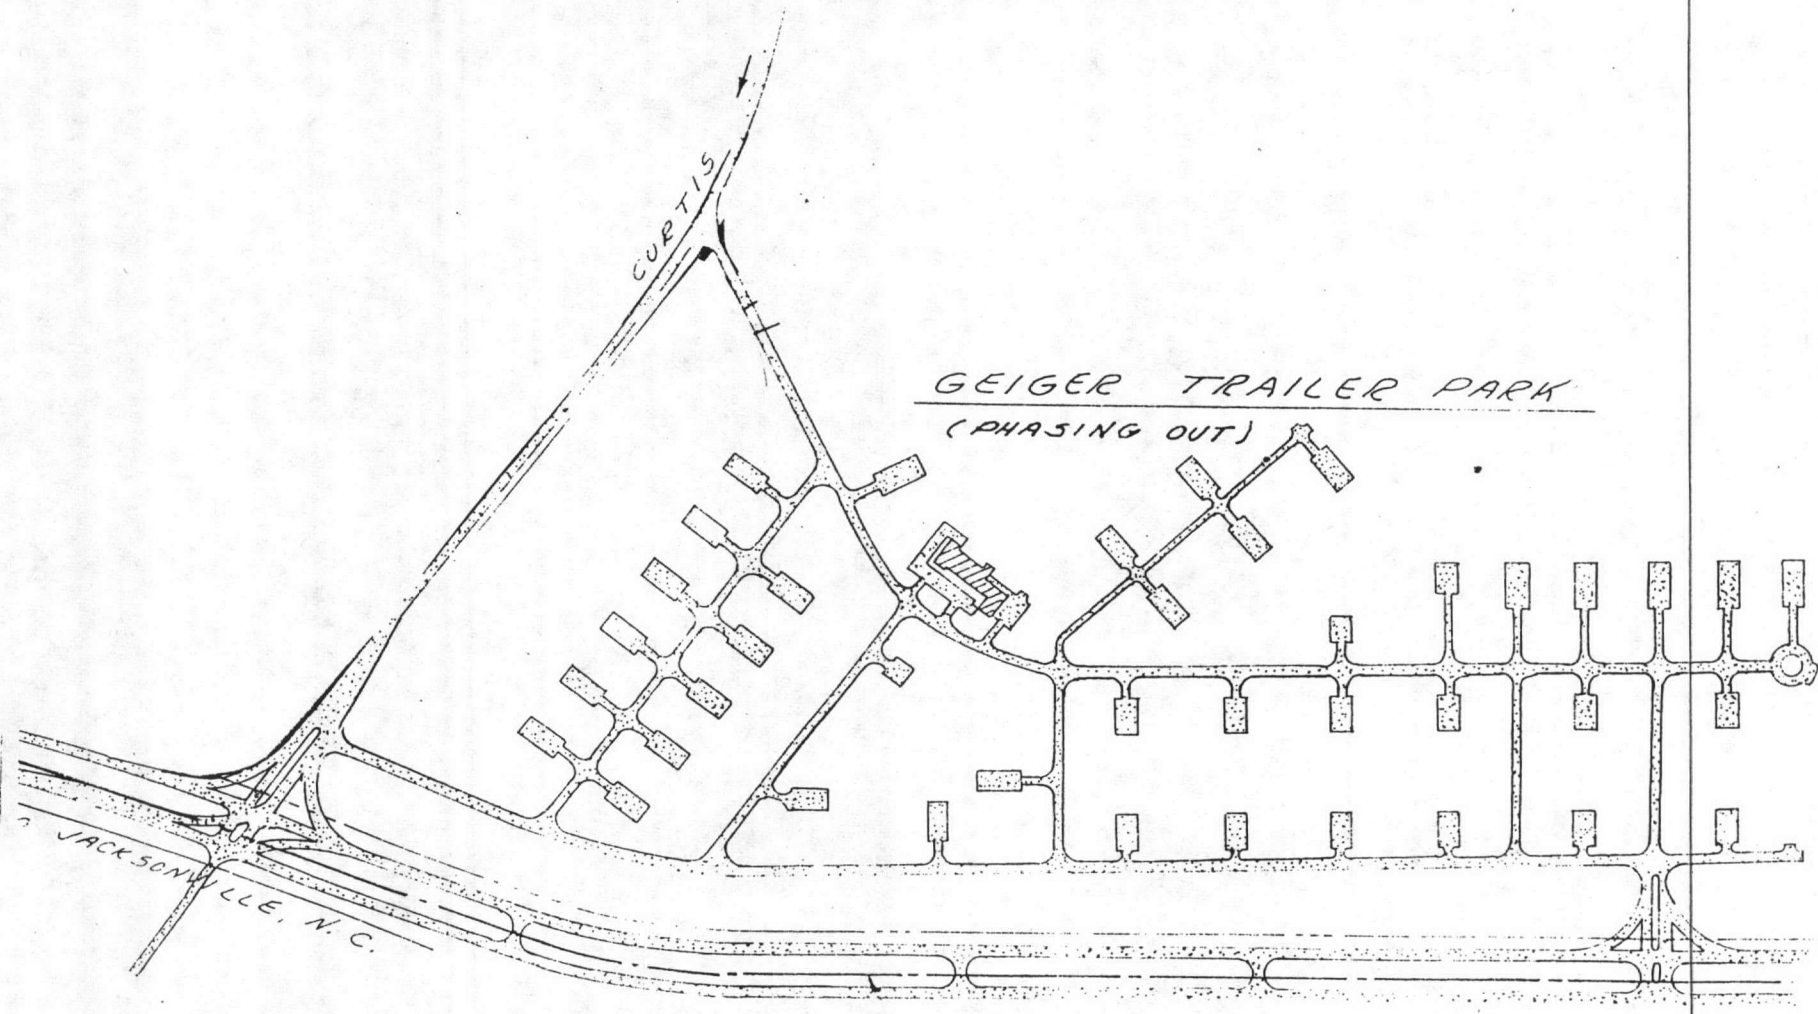 CURTIS
GEIGER TRAILER PARK
(PHASING OUT)
JACKSONVILLE, N.C.